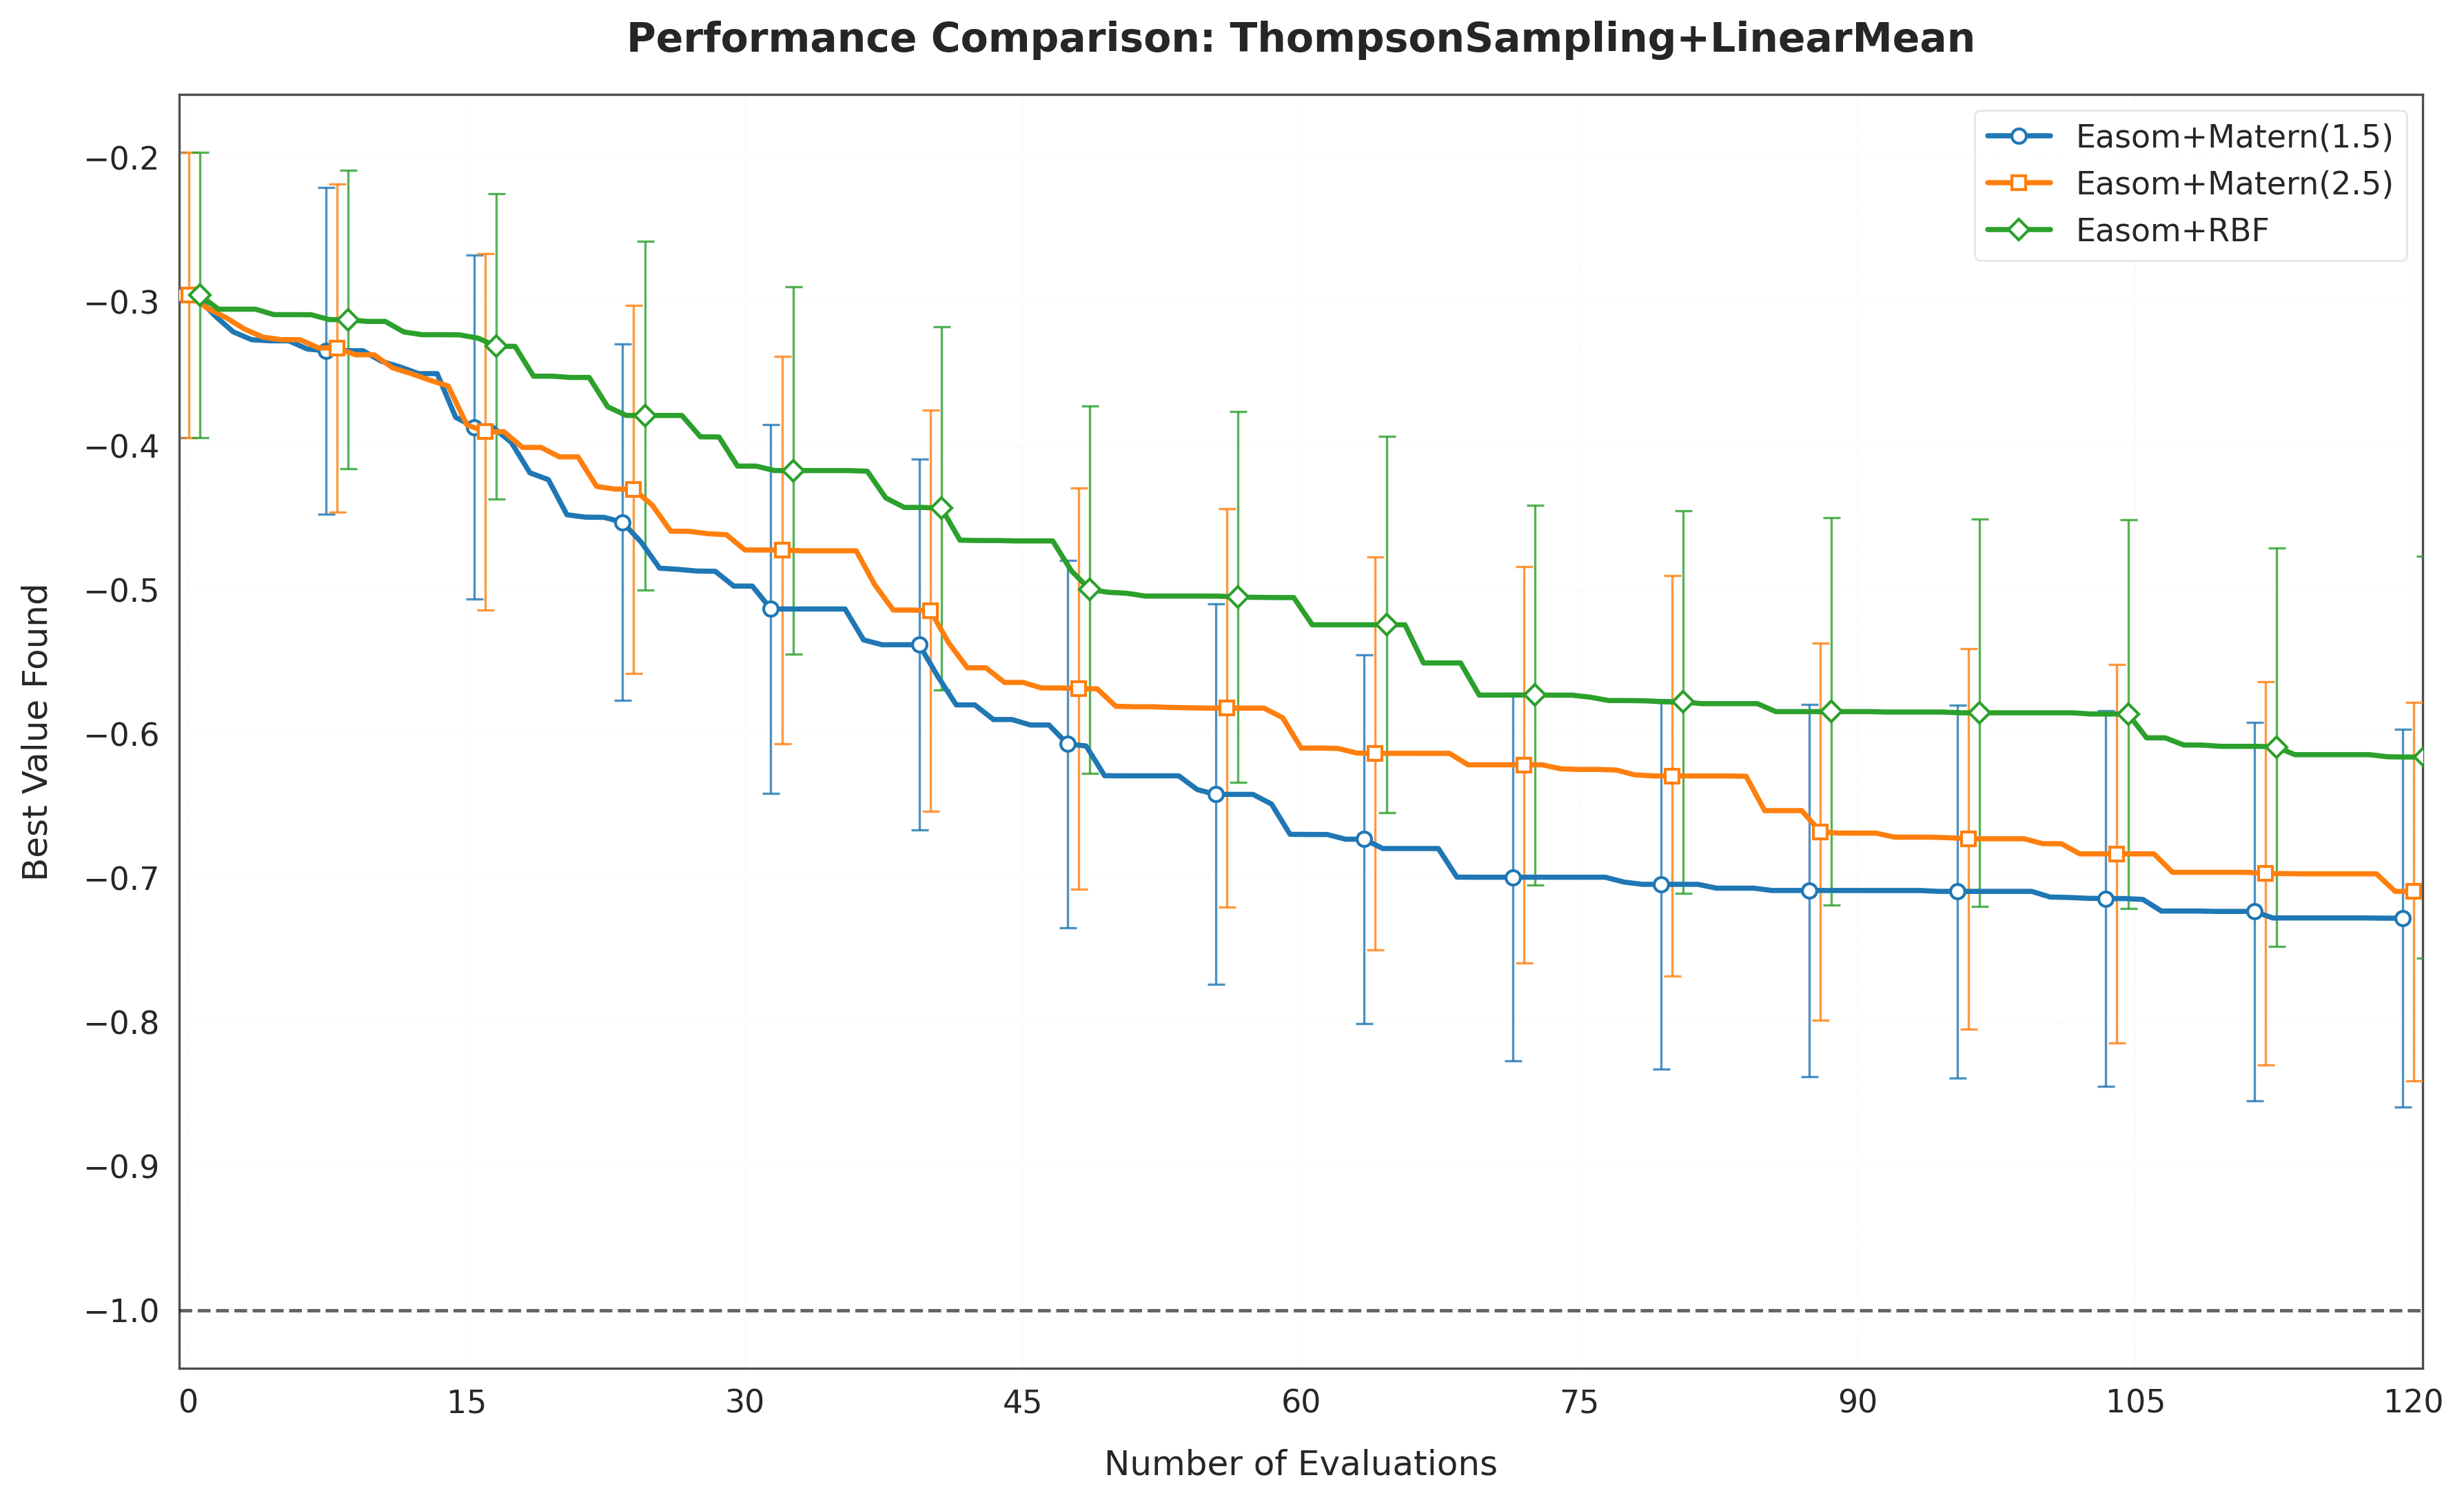 Performance Comparison: ThompsonSampling+LinearMean
Easom+Matern(1.5)
Easom+Matern(2.5)
Easom+RBF
Best Value Found
−0.2
−0.3
−0.4
−0.5
−0.6
−0.7
−0.8
−0.9
−1.0
0 15 30 45 60 75 90 105 120
Number of Evaluations